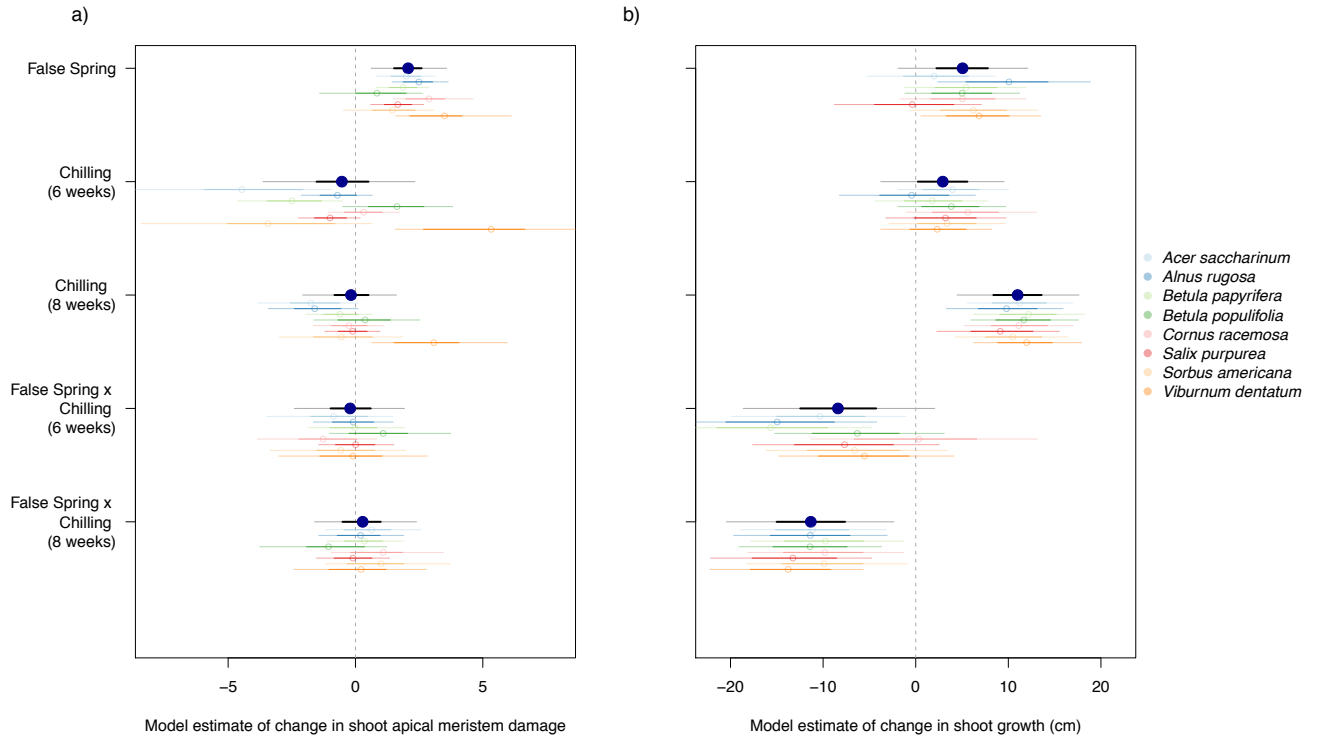 a)
b)
False Spring
Chilling
(6 weeks)
Chilling
(8 weeks)
False Spring x
Chilling
(6 weeks)
False Spring x
Chilling
(8 weeks)
−5
0
5
Model estimate of change in shoot apical meristem damage
−20
−10
0
10
20
Model estimate of change in shoot growth (cm)
Acer saccharinum
Alnus rugosa
Betula papyrifera
Betula populifolia
Cornus racemosa
Salix purpurea
Sorbus americana
Viburnum dentatum